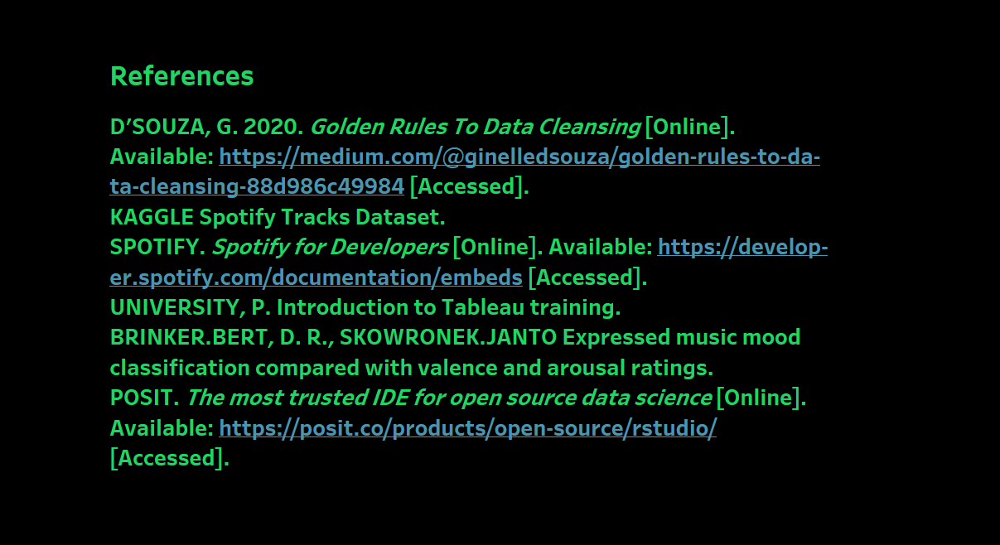 References
D’SOUZA, G. 2020. Golden Rules To Data Cleansing [Online].
Available: https://medium.com/@ginelledsouza/golden-rules-to-da-
ta-cleansing-88d986c49984 [Accessed].
KAGGLE Spotify Tracks Dataset.
SPOTIFY. Spotify for Developers [Online]. Available: https://develop-
er.spotify.com/documentation/embeds [Accessed].
UNIVERSITY, P. Introduction to Tableau training.
BRINKER.BERT, D. R., SKOWRONEK.JANTO Expressed music mood
classification compared with valence and arousal ratings.
POSIT. The most trusted IDE for open source data science [Online].
Available: https://posit.co/products/open-source/rstudio/
[Accessed].